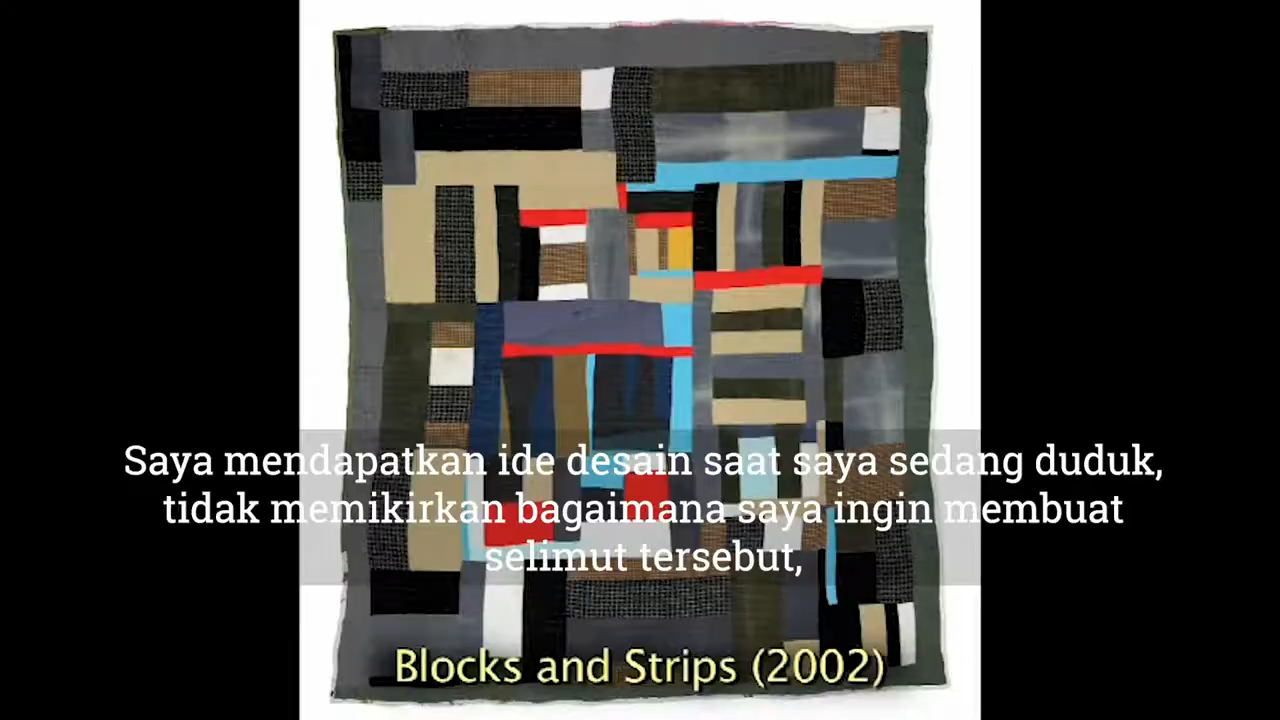 Saya mendapatkan ide desain saat saya sedang duduk,
tidak memikirkan bagaimana saya ingin membuat
selimut tersebut,
Blocks and Strips (2002)